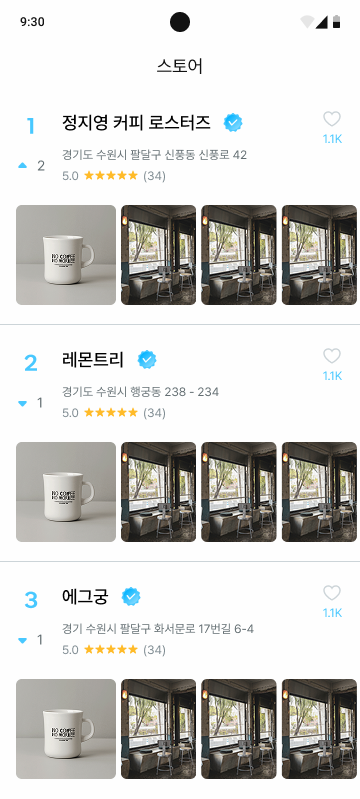 9:30
스토어
1 정지영 커피 로스터즈
1.1K
경기도 수원시 팔달구 신풍동 신풍로 42
2
5.0 ★★★★★ (34)
NO COFFEE
NO WORKEE
2 레몬트리
1.1K
경기도 수원시 행궁동 238 - 234
1
5.0 ★★★★★ (34)
NO COFFEE
NO WORKEE
3 에그궁
1.1K
경기 수원시 팔달구 화서문로 17번길 6-4
1
5.0 ★★★★★ (34)
NO COFFEE
NO WORKEE